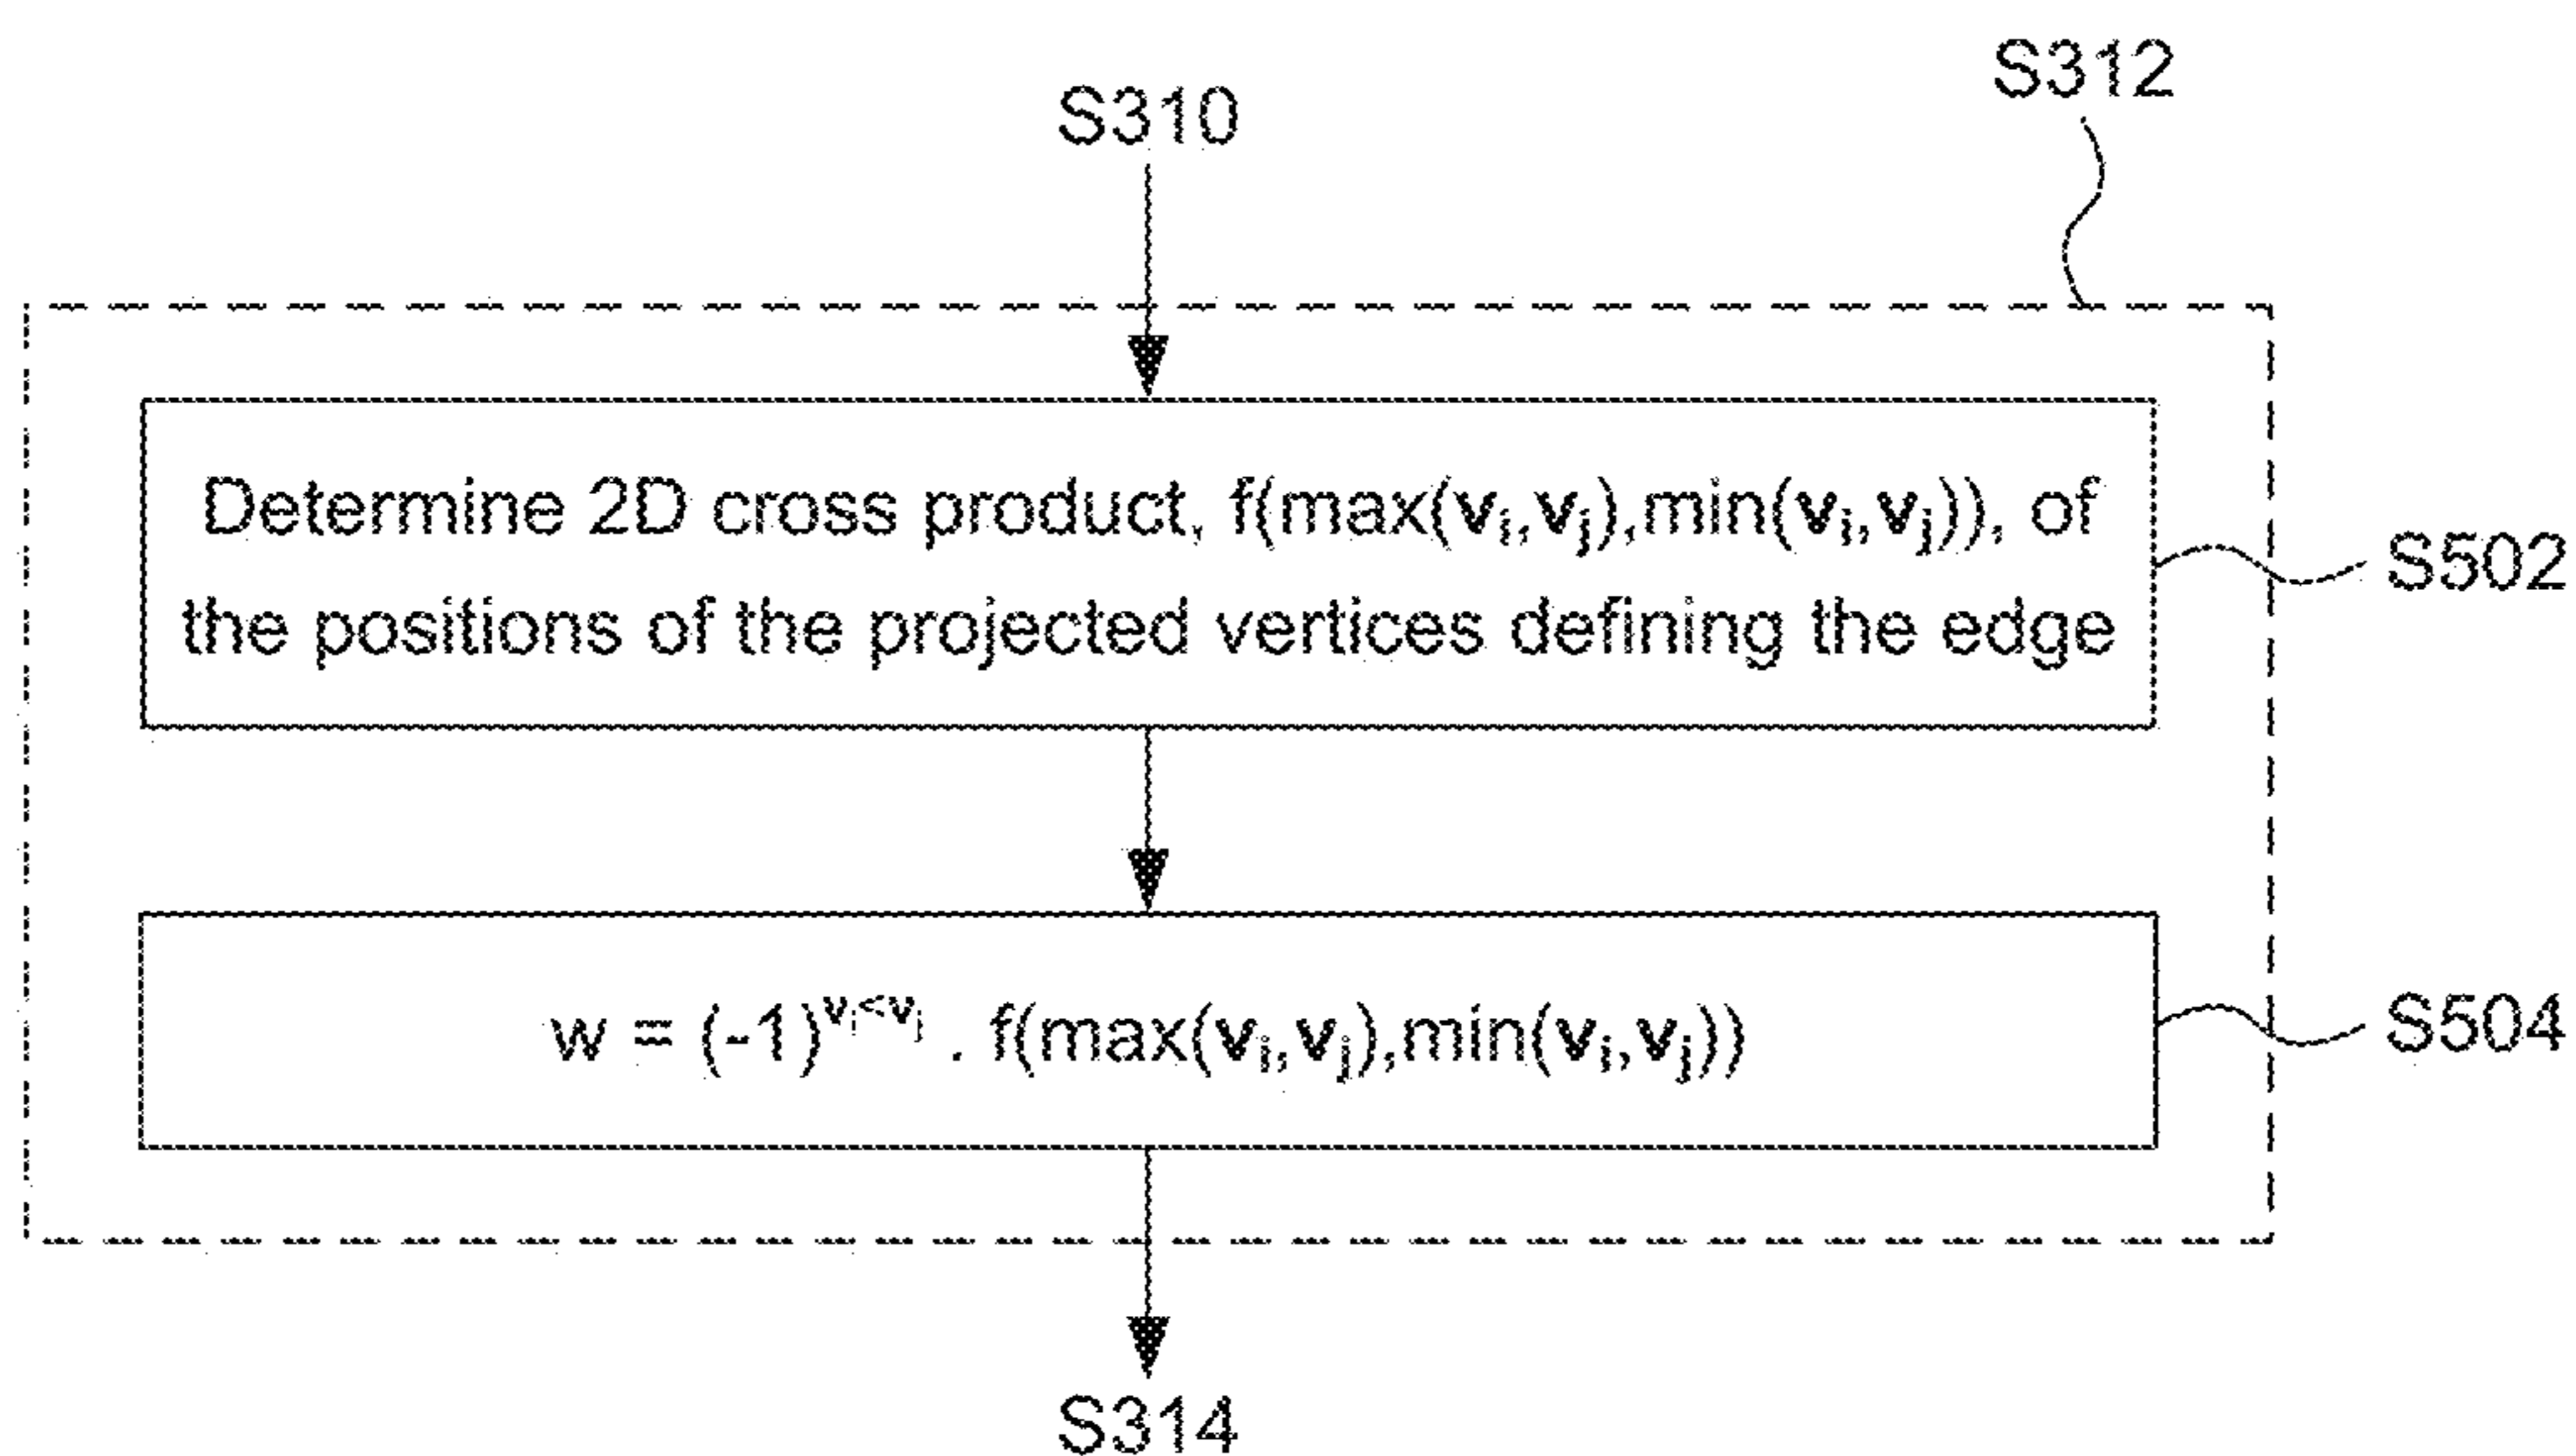 S312
S310
Determine 2D cross product, f(max(vᵢ,vⱼ),min(vᵢ,vⱼ)), of
the positions of the projected vertices defining the edge
S502
w = (-1)^vᵢ<vⱼ . f(max(vᵢ,vⱼ),min(vᵢ,vⱼ))
S504
S314